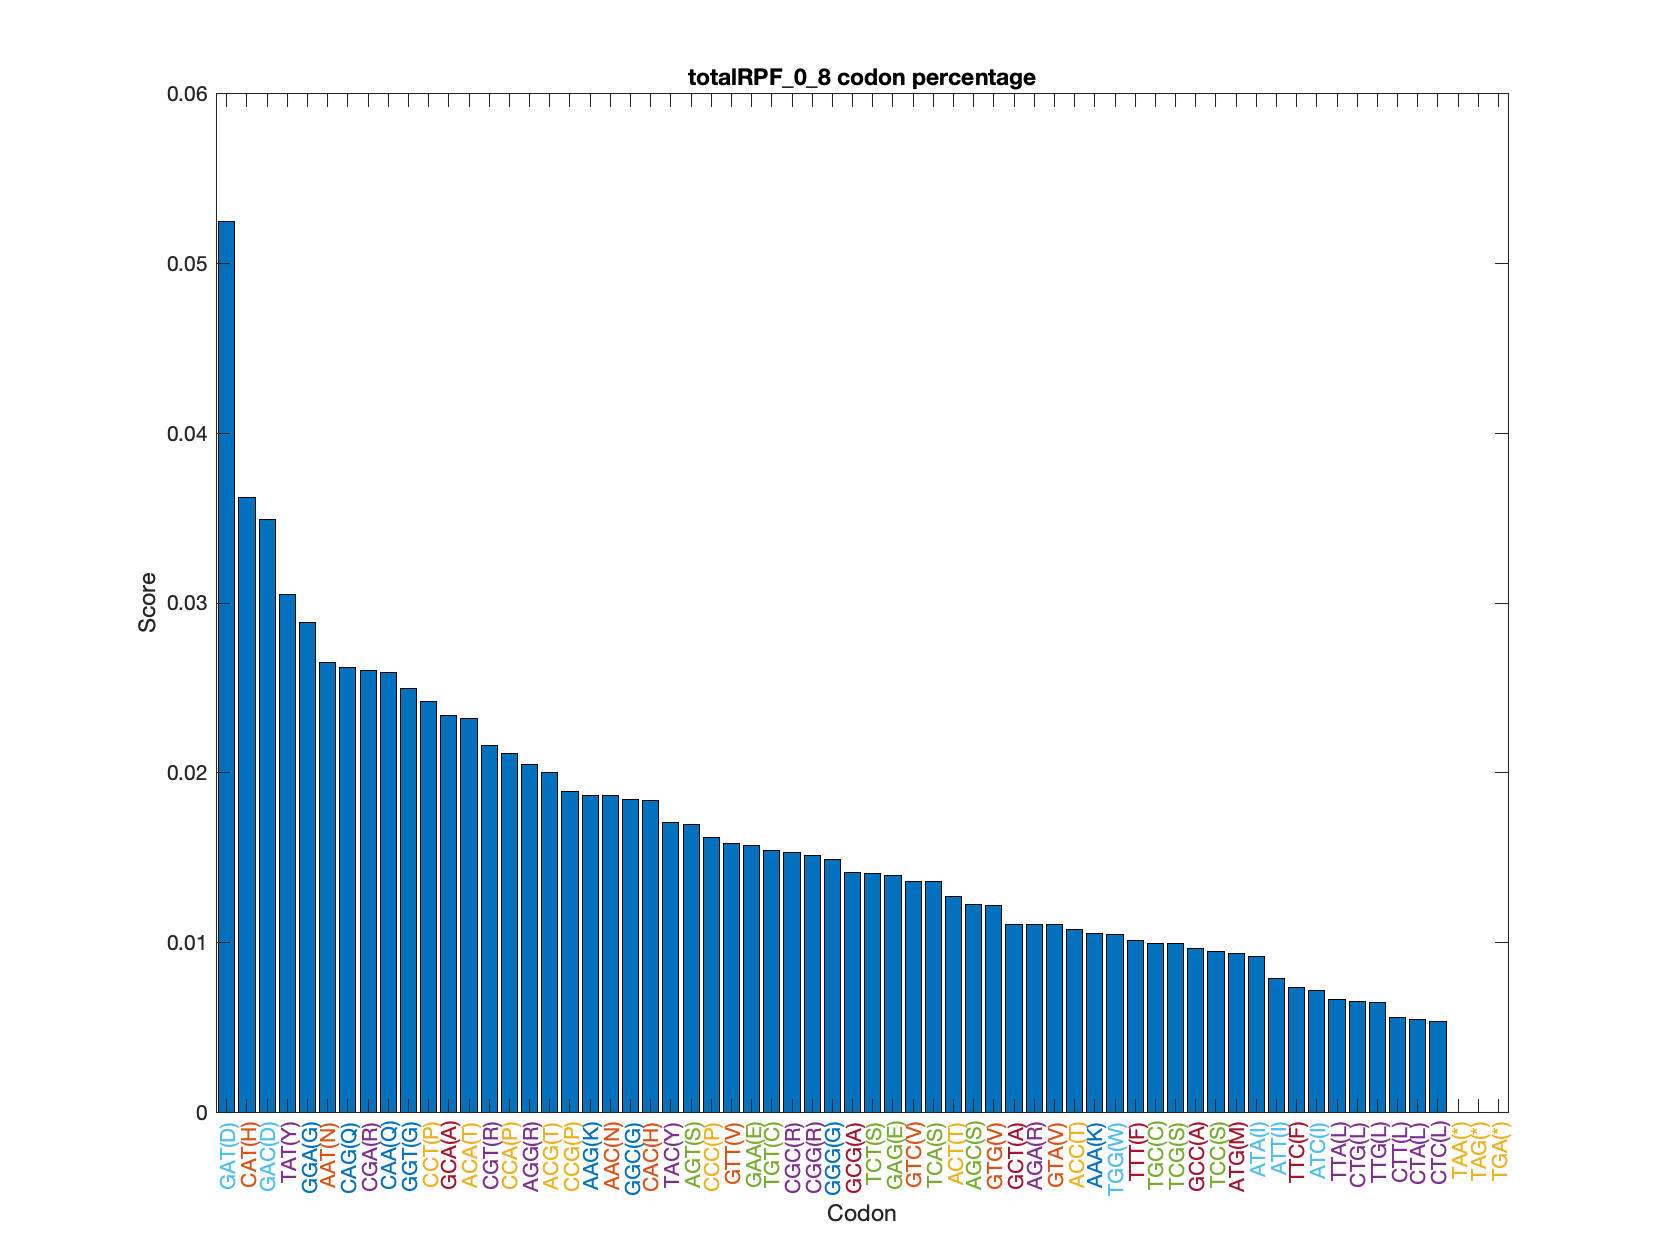 totalRPF_0_8 codon percentage
0.06
0.05
0.04
0.03
0.02
0.01
0
Score
GAT(D)
CAT(H)
GAC(D)
TAT(Y)
GGA(G)
AAT(N)
CAG(Q)
CGA(R)
CAA(Q)
GGT(G)
CCT(P)
GCA(A)
ACA(T)
CGT(R)
CCA(P)
AGG(R)
ACG(T)
CCG(P)
AAG(K)
AAC(N)
GGC(G)
CAC(H)
TAC(Y)
AGT(S)
CCC(P)
GTT(V)
GAA(E)
TGT(C)
CGC(R)
CGG(R)
GGG(G)
GCG(A)
TCT(S)
GAG(E)
GTC(V)
TCA(S)
ACT(T)
AGC(S)
GTG(V)
GCT(A)
AGA(R)
GTA(V)
ACC(T)
AAA(K)
TGG(W)
TTT(F)
TGC(C)
TCG(S)
GCC(A)
TCC(S)
ATG(M)
ATA(I)
ATT(I)
TTC(F)
ATC(I)
TTA(L)
CTG(L)
TTG(L)
CTT(L)
CTA(L)
CTC(L)
TAA(*)
TAG(*)
TGA(*)
Codon